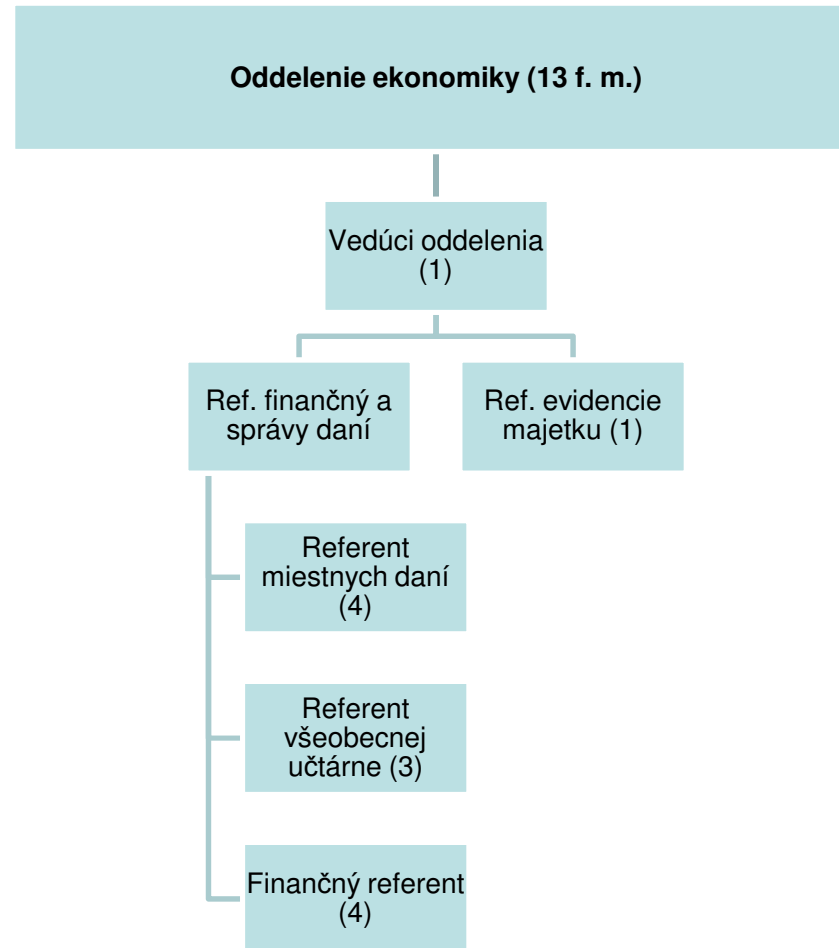 Oddelenie ekonomiky (13 f. m.)
Vedúci oddelenia
(1)
Ref. finančný a
správy daní
Ref. evidencie
majetku (1)
Referent
miestnych daní
(4)
Referent
všeobecnej
učtárne (3)
Finančný referent
(4)